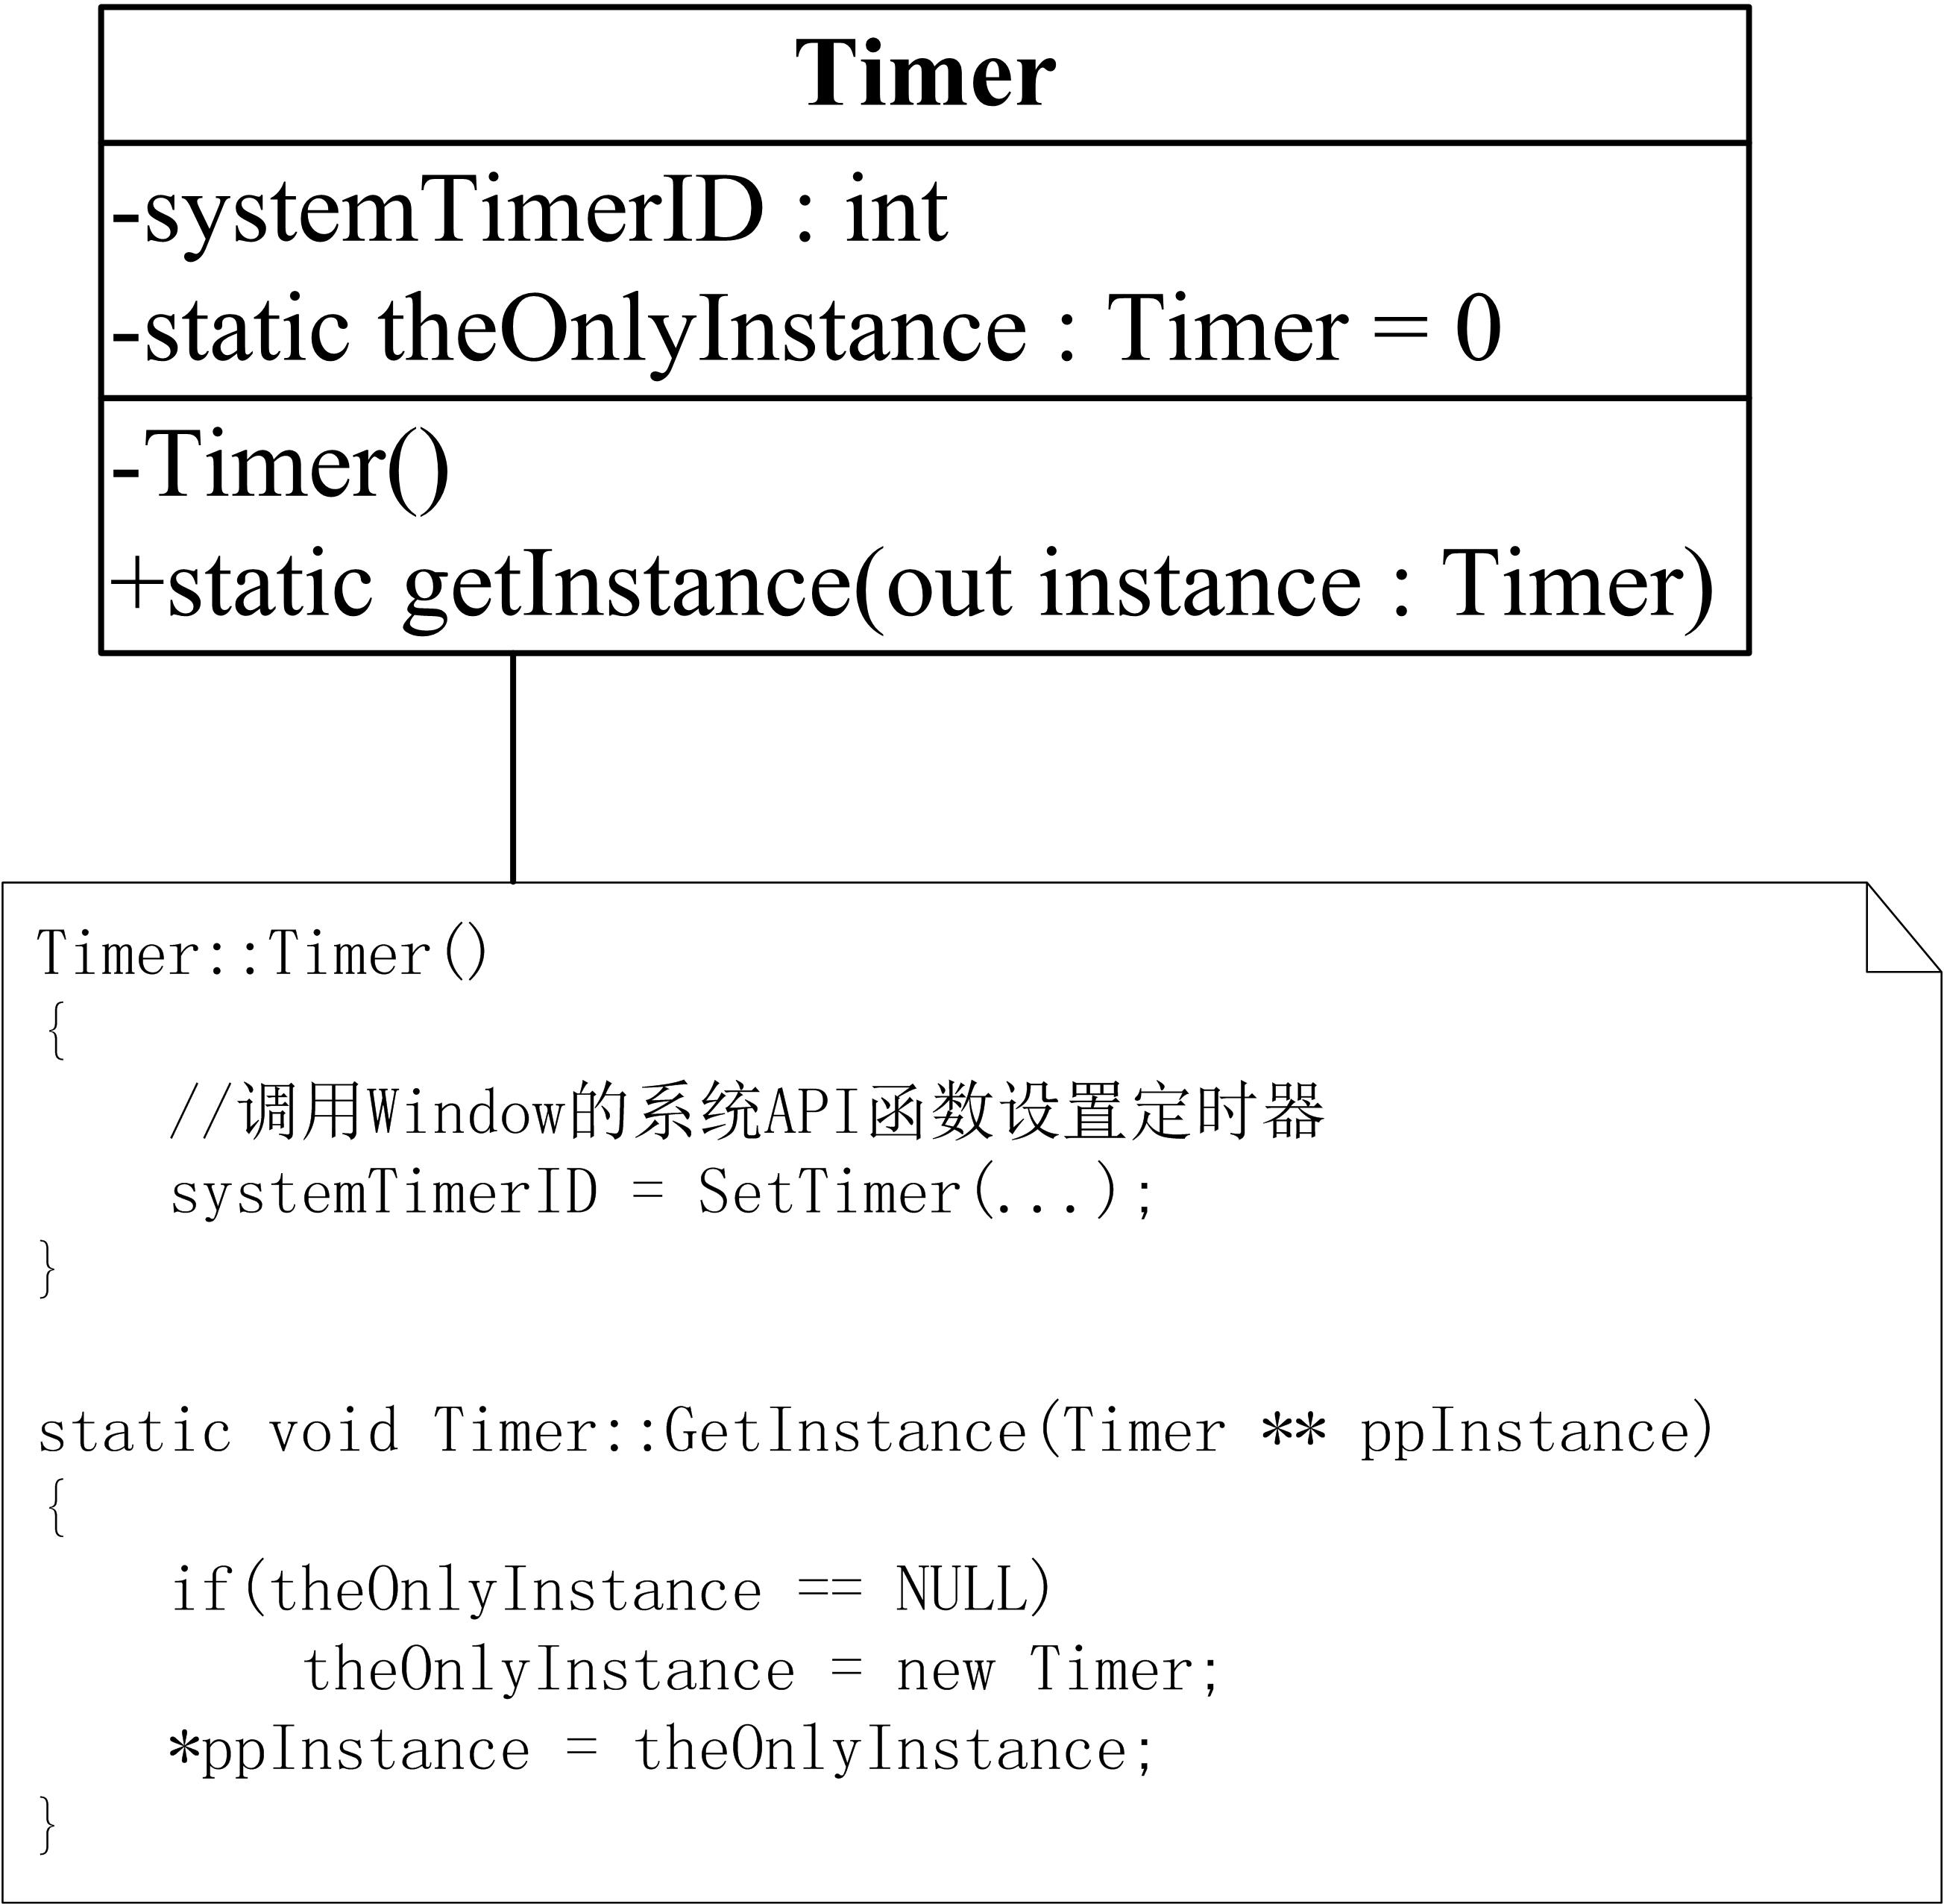 Timer
-systemTimerID : int
-static theOnlyInstance : Timer = 0
-Timer()
+static getInstance(out instance : Timer)
Timer::Timer()
{
//调用Window的系统API函数设置定时器
systemTimerID = SetTimer(...);
}
static void Timer::GetInstance(Timer ** ppInstance)
{
if(theOnlyInstance == NULL)
theOnlyInstance = new Timer;
*ppInstance = theOnlyInstance;
}